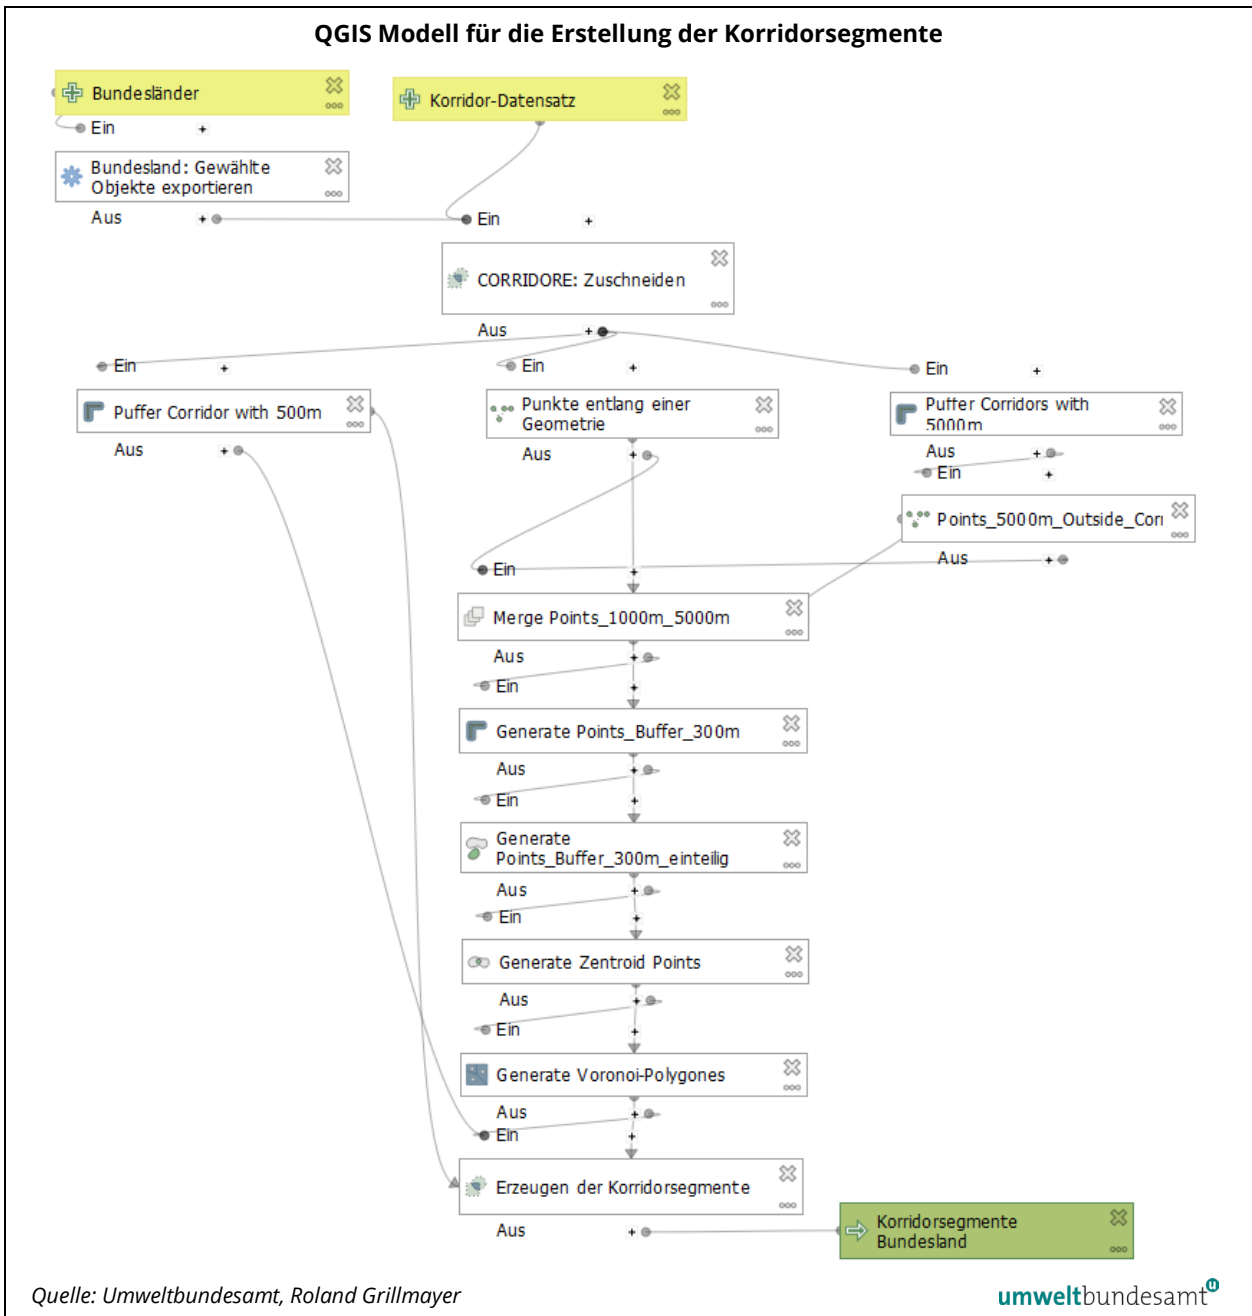 QGIS Modell für die Erstellung der Korridorsegmente
Bundesländer
Korridor-Datensatz
Ein
Bundesland: Gewählte
Objekte exportieren
Aus
Ein
CORRIDORE: Zuschneiden
Aus
Ein
Ein
Ein
Puffer Corridor with 500m
Punkte entlang einer
Geometrie
Puffer Corridors with
5000m
Aus
Aus
Aus
Ein
Points_5000m_Outside_Corr
Aus
Ein
Merge Points_1000m_5000m
Aus
Ein
Generate Points_Buffer_300m
Aus
Ein
Generate
Points_Buffer_300m_einteilig
Aus
Ein
Generate Zentroid Points
Aus
Ein
Generate Voronoi-Polygones
Aus
Ein
Erzeugen der Korridorsegmente
Aus
Korridorsegmente
Bundesland
Quelle: Umweltbundesamt, Roland Grillmayer
umweltbundesamt